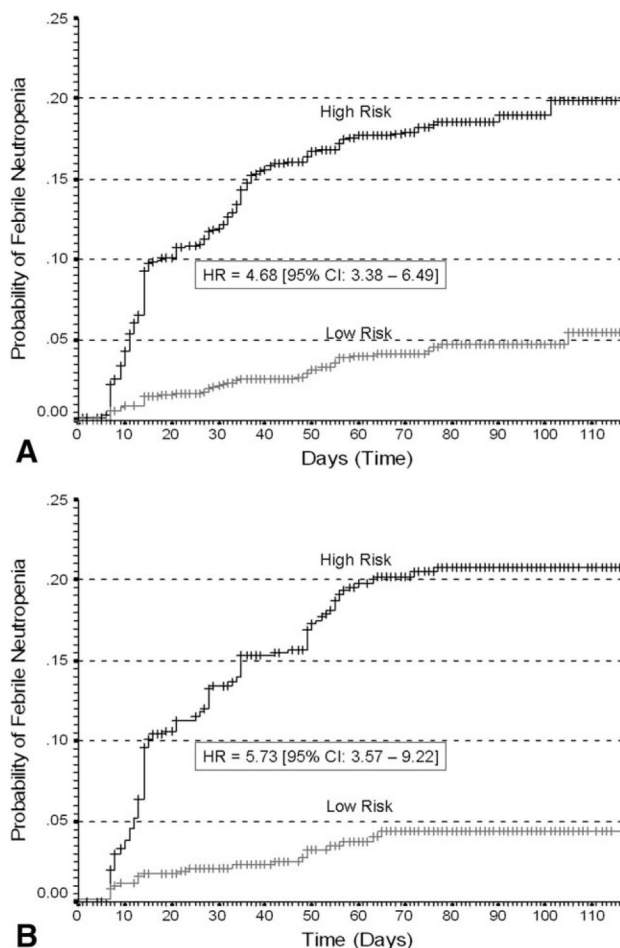 .25
.20
.15
.10
.05
0.00
Probability of Febrile Neutropenia
High Risk
HR = 4.68 [95% CI: 3.38 – 6.49]
Low Risk
0 10 20 30 40 50 60 70 80 90 100 110
A
Days (Time)
.25
.20
.15
.10
.05
0.00
Probability of Febrile Neutropenia
High Risk
HR = 5.73 [95% CI: 3.57 – 9.22]
Low Risk
0 10 20 30 40 50 60 70 80 90 100 110
B
Time (Days)